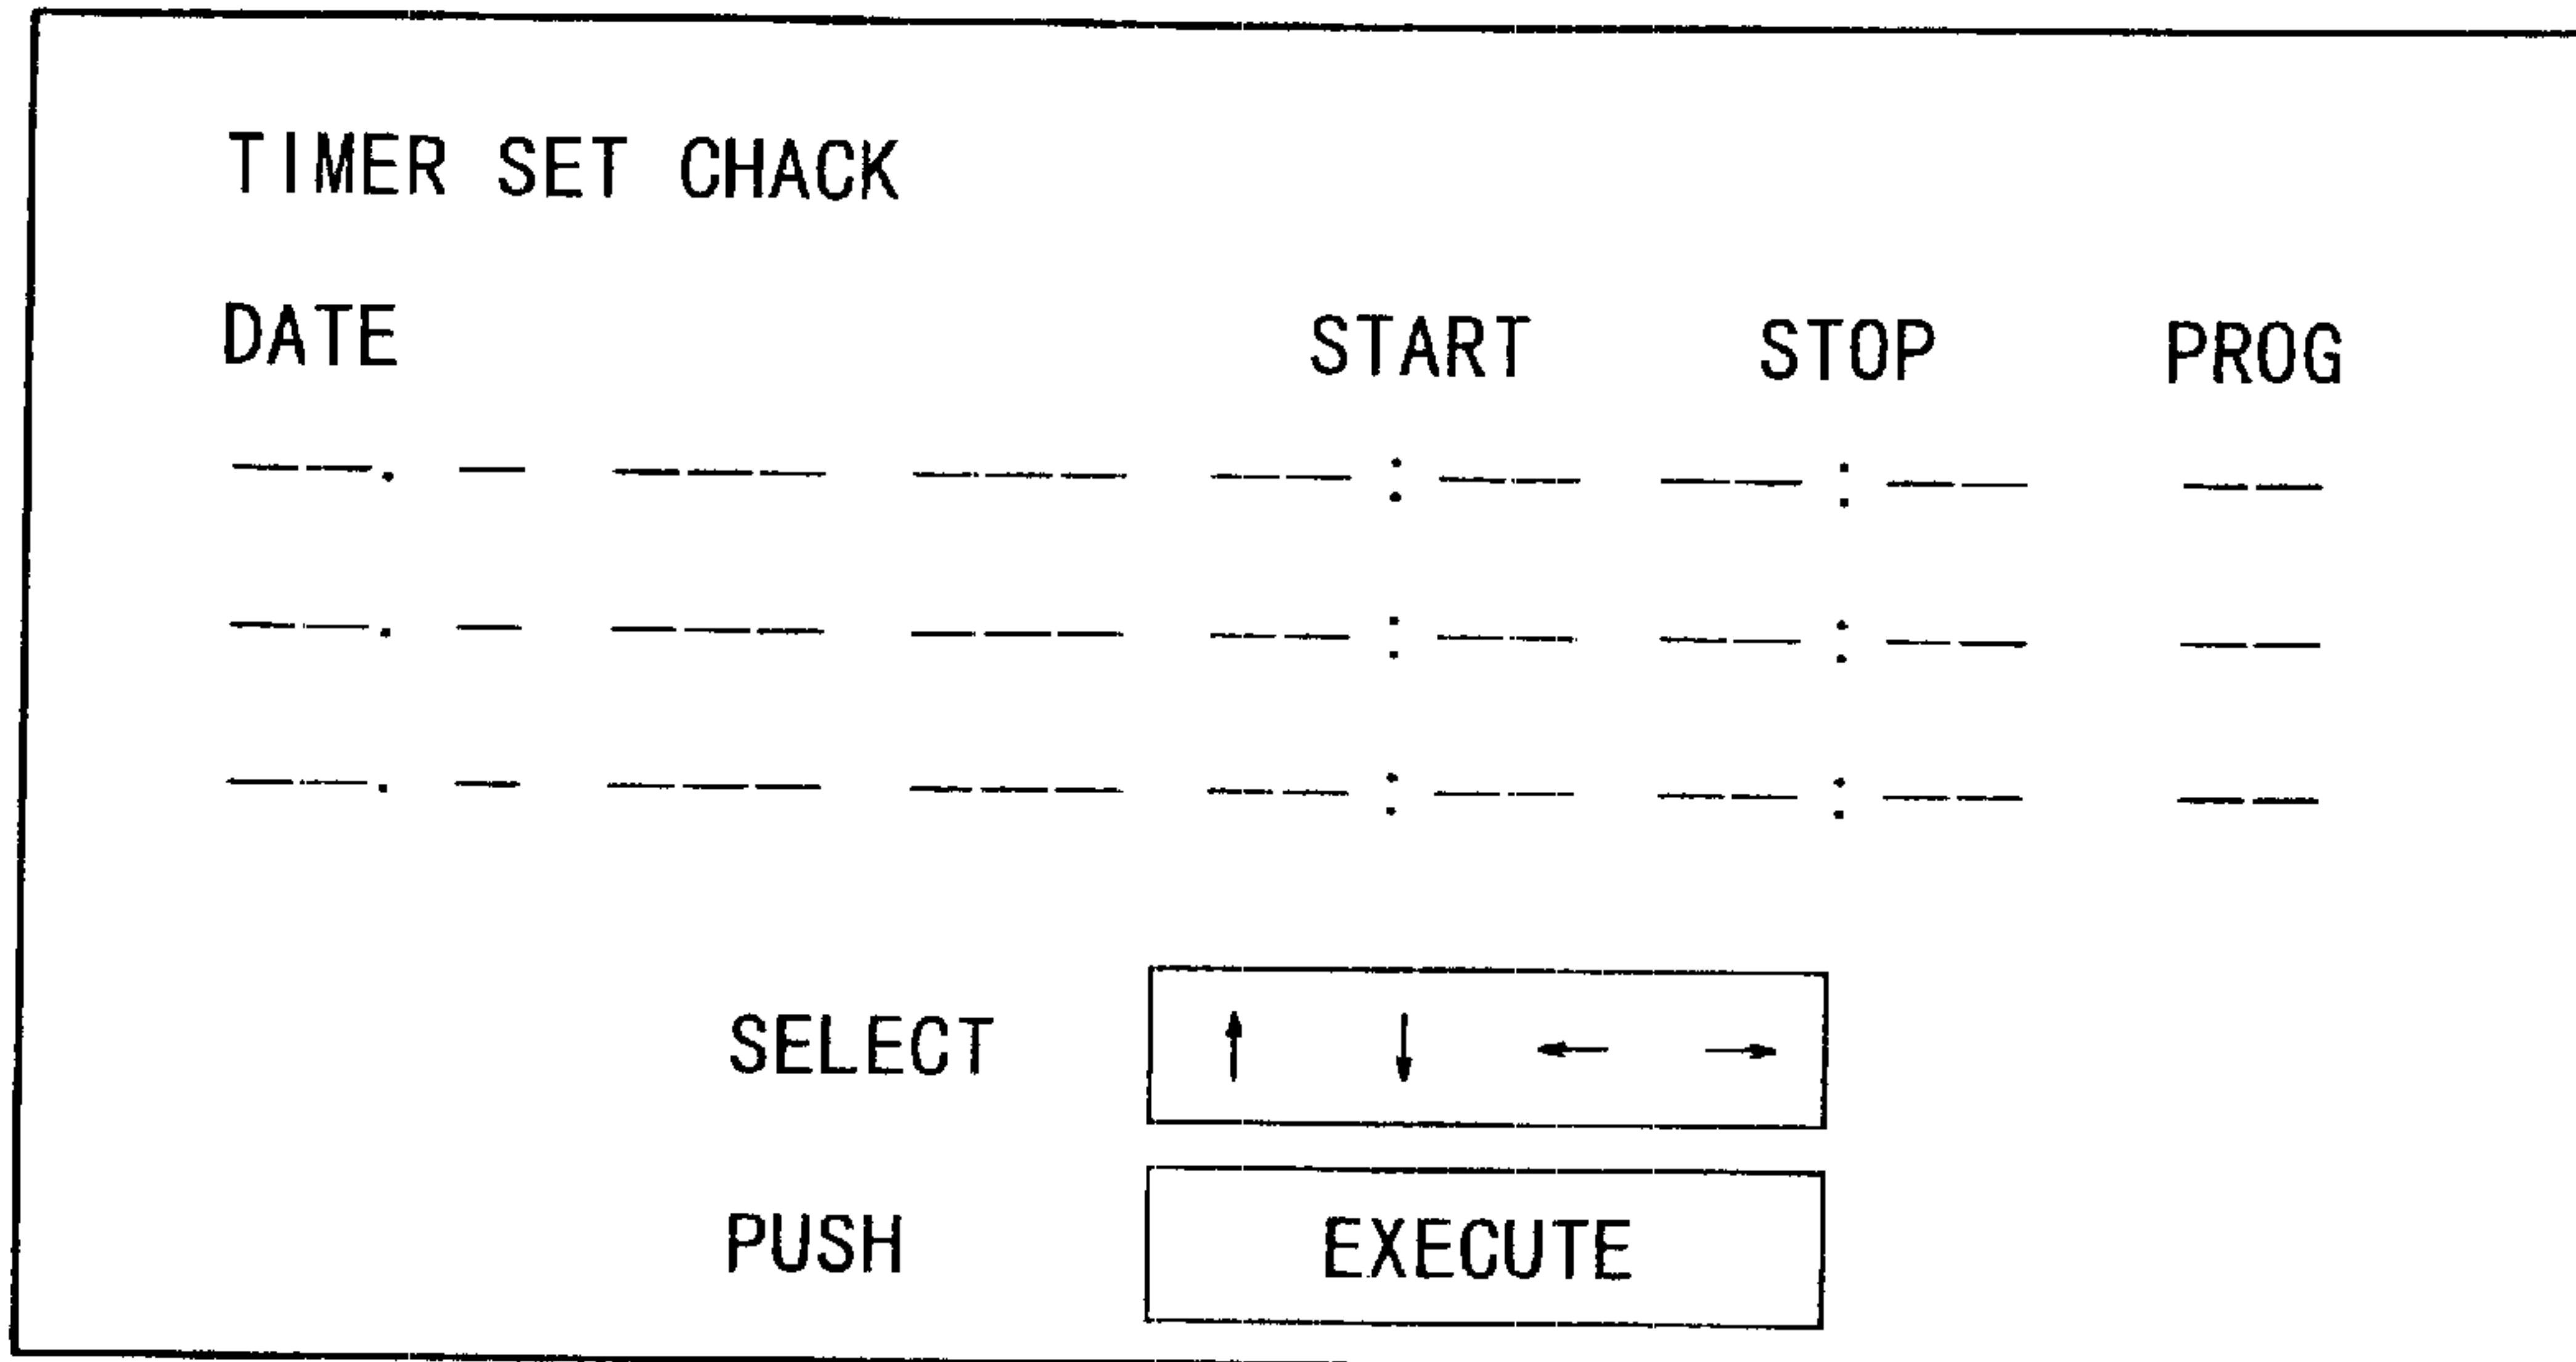 TIMER SET CHACK
DATE START STOP PROG
--. - --- --- --:-- --:-- --
--. - --- --- --:-- --:-- --
--. - --- --- --:-- --:-- --
SELECT ↑ ↓ ← →
PUSH EXECUTE